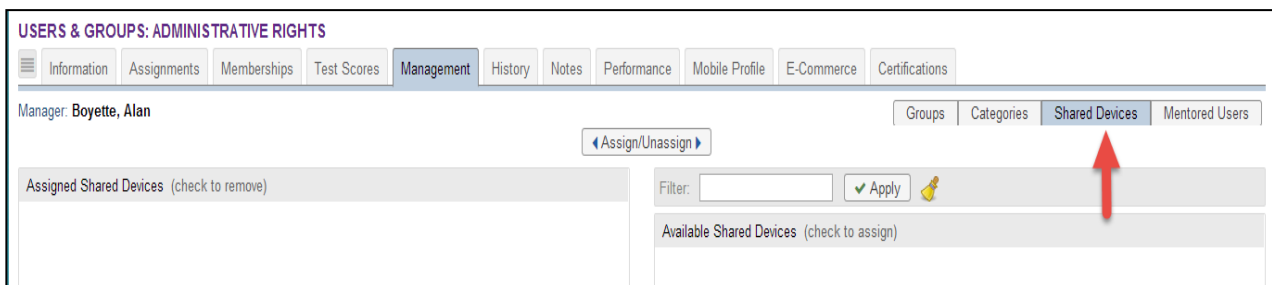 USERS & GROUPS: ADMINISTRATIVE RIGHTS
Information Assignments Memberships Test Scores Management History Notes Performance Mobile Profile E-Commerce Certifications
Manager: Boyette, Alan
Groups Categories Shared Devices Mentored Users
Assign/Unassign
Assigned Shared Devices (check to remove)
Filter: Apply
Available Shared Devices (check to assign)